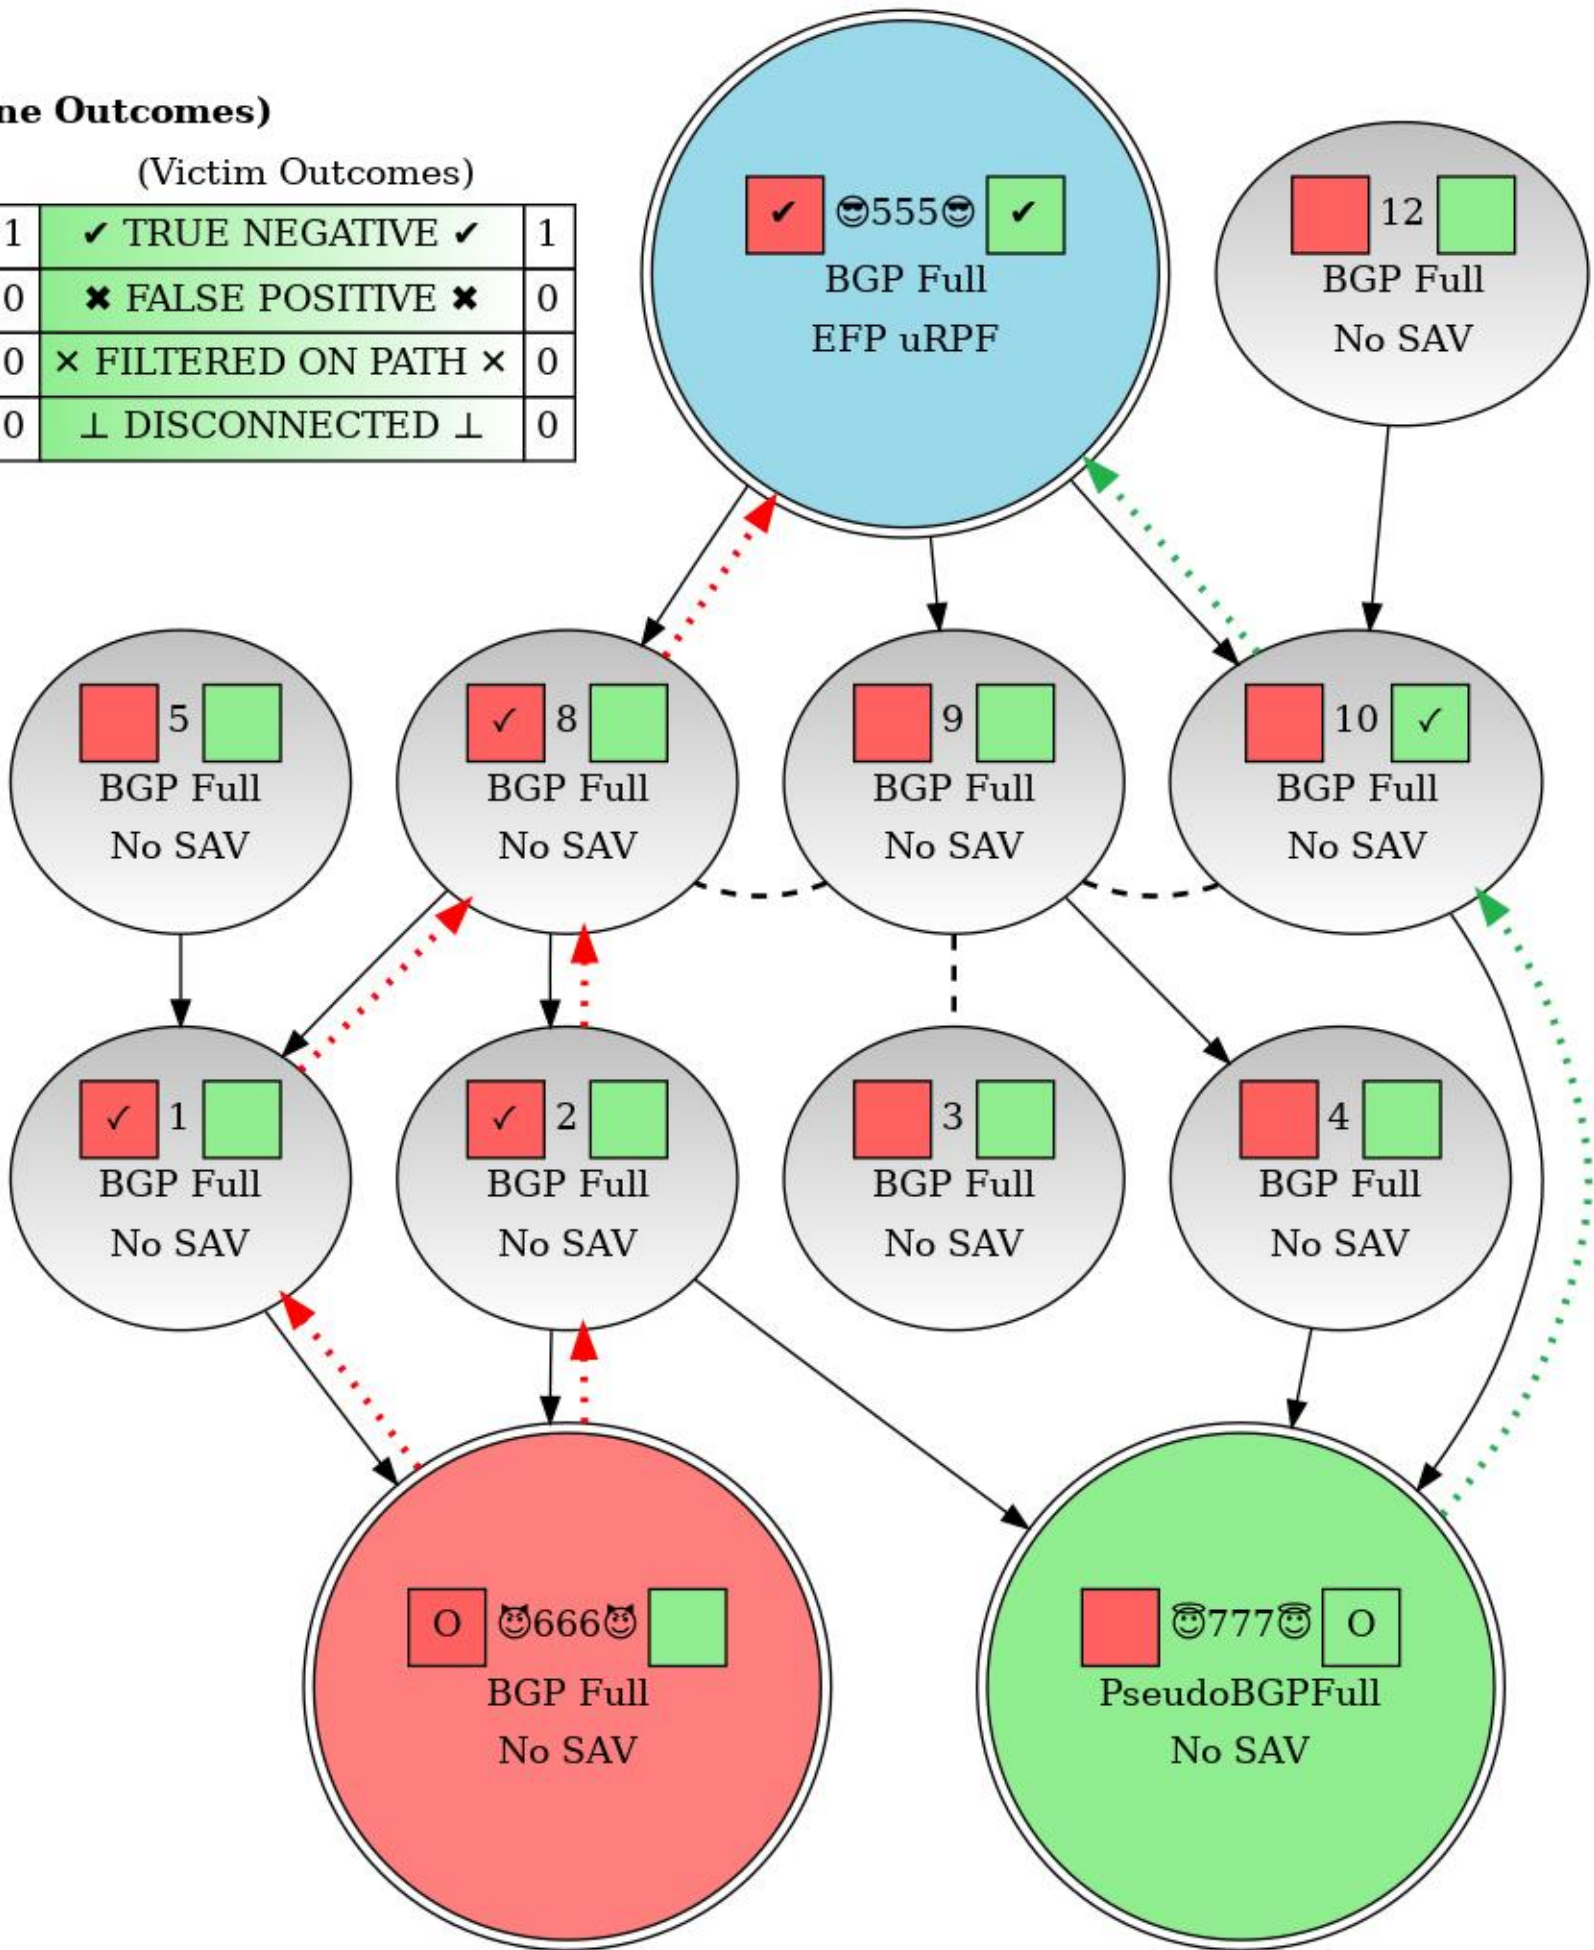 ne Outcomes)
(Victim Outcomes)
1 ✔ TRUE NEGATIVE ✔ 1
0 ✖ FALSE POSITIVE ✖ 0
0 ✕ FILTERED ON PATH ✕ 0
0 ⊥ DISCONNECTED ⊥ 0
✔ 😎555😎 ✔
BGP Full
EFP uRPF
12
BGP Full
No SAV
5
BGP Full
No SAV
✓ 8
BGP Full
No SAV
9
BGP Full
No SAV
10 ✓
BGP Full
No SAV
✓ 1
BGP Full
No SAV
✓ 2
BGP Full
No SAV
3
BGP Full
No SAV
4
BGP Full
No SAV
O 😈666😈
BGP Full
No SAV
😇777😇 O
PseudoBGPFull
No SAV